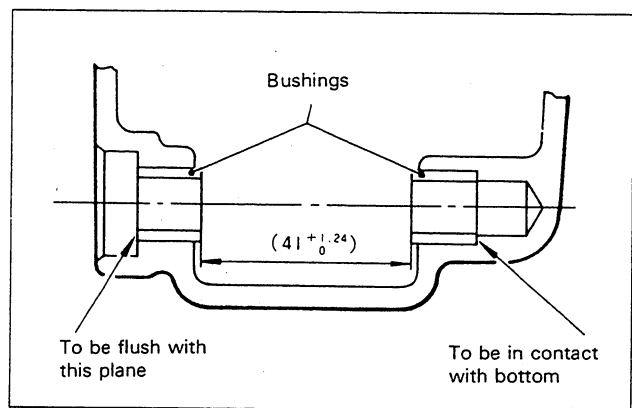 Bushings
(41 +1.24 0)
To be flush with
this plane
To be in contact
with bottom